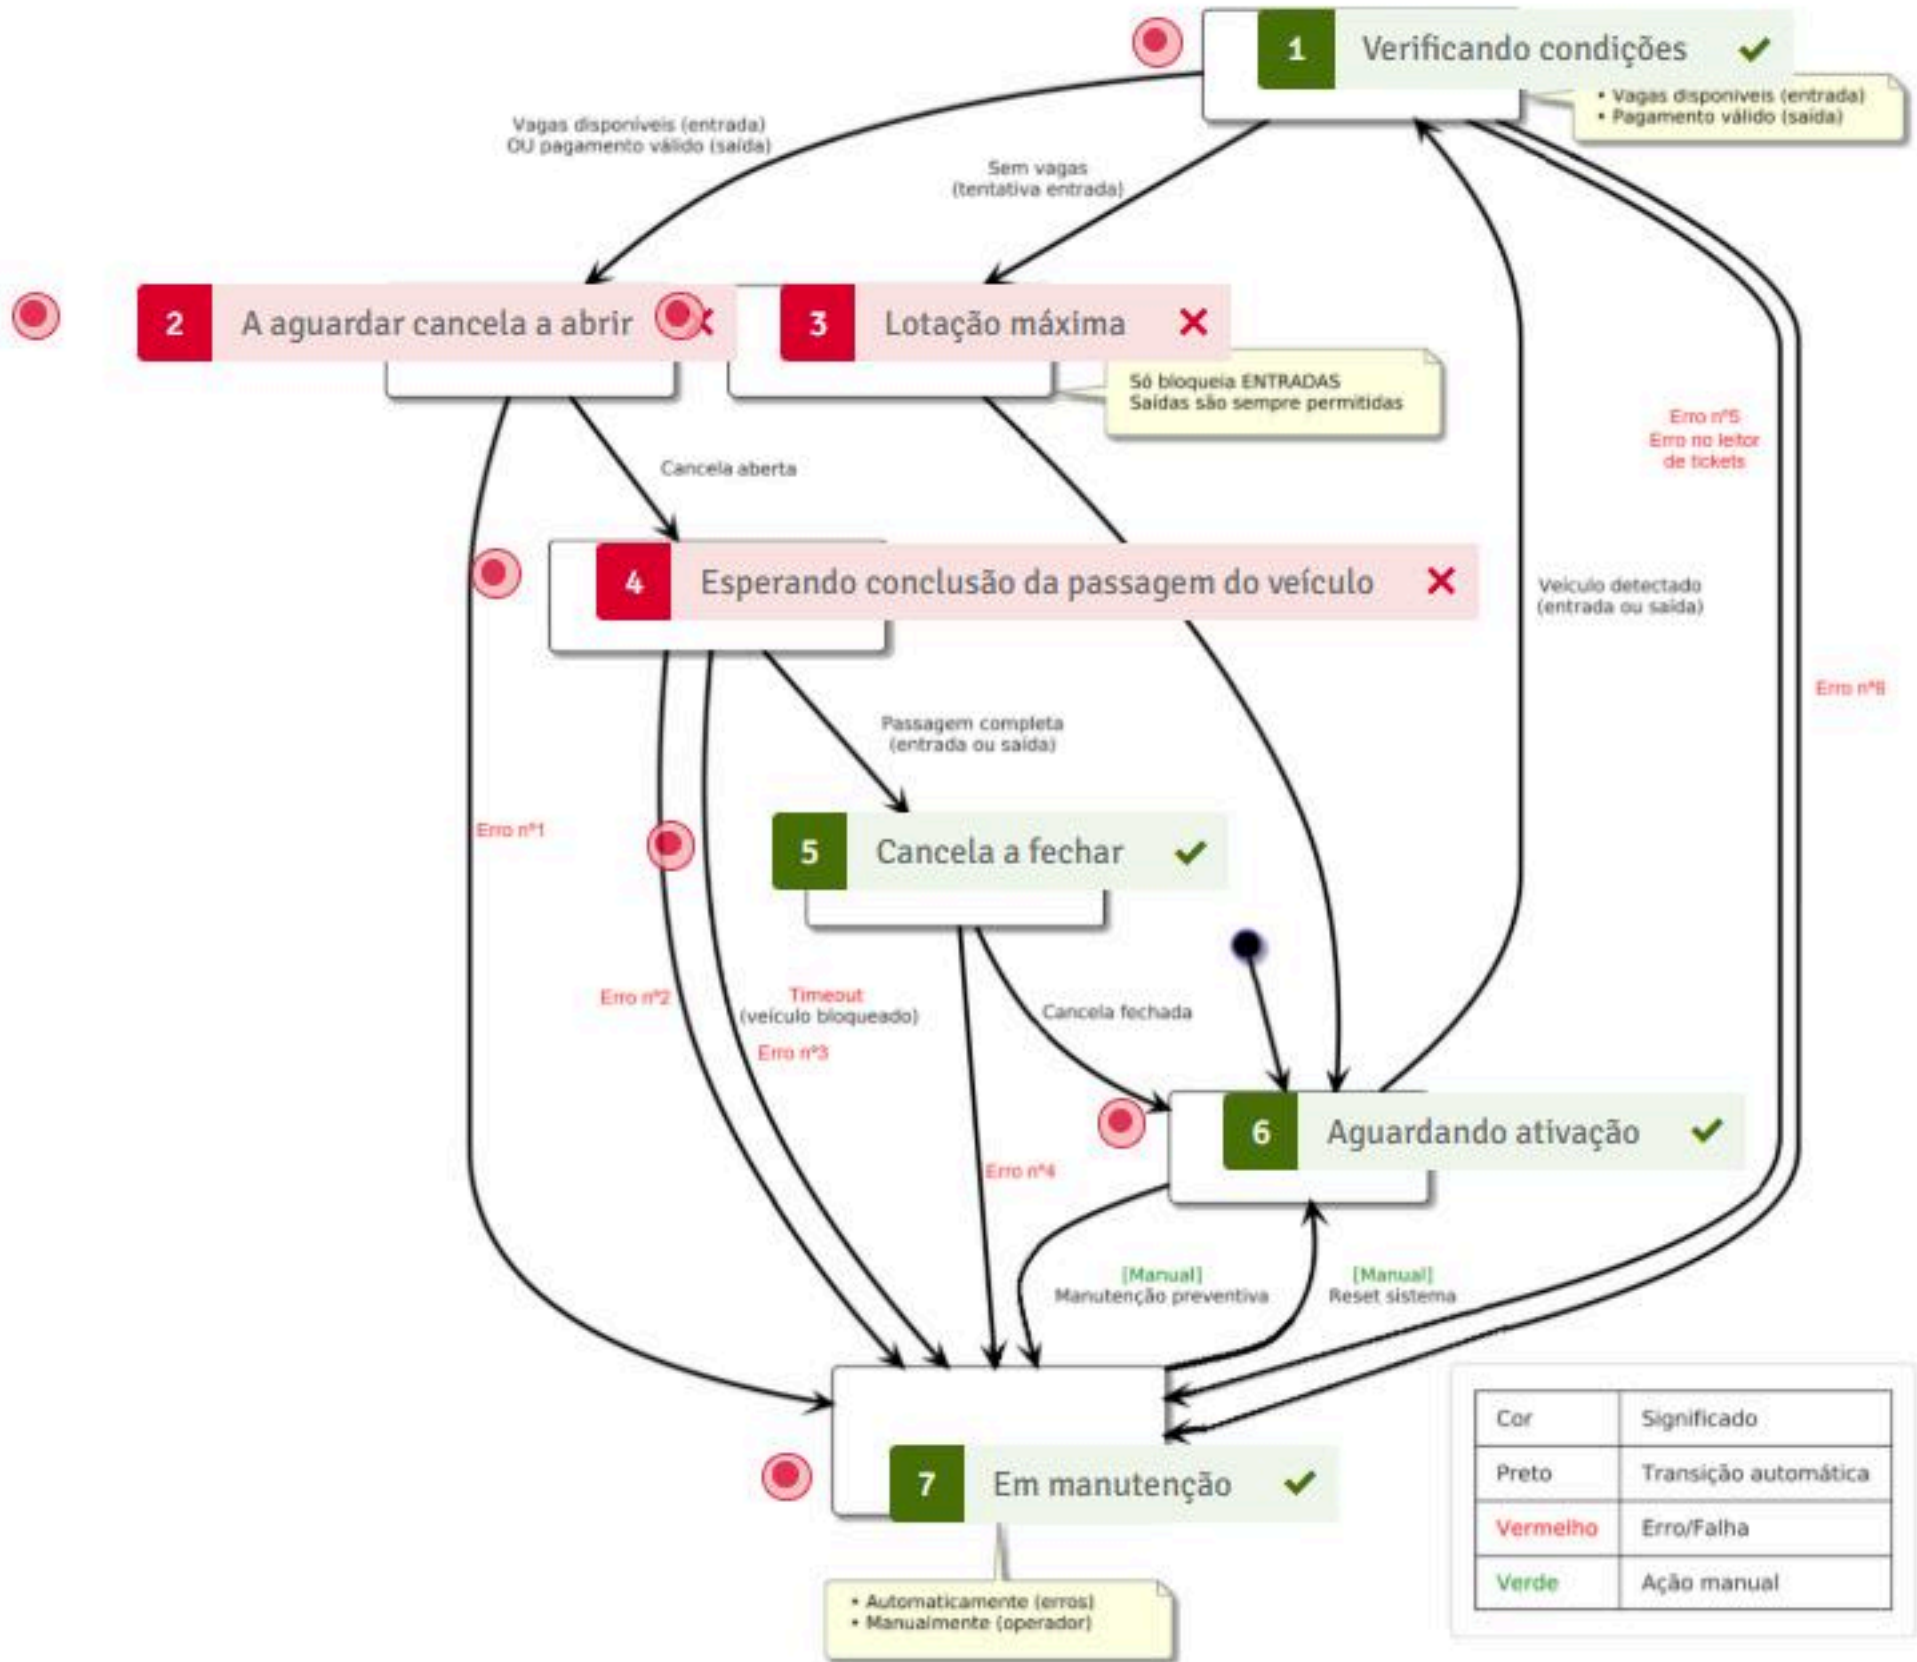 1 Verificando condições
• Vagas disponíveis (entrada)
• Pagamento válido (saída)
Vagas disponíveis (entrada)
OU pagamento válido (saída)
Sem vagas
(tentativa entrada)
2 A aguardar cancela a abrir
3 Lotação máxima
Só bloqueia ENTRADAS
Saídas são sempre permitidas
Erro nº5
Erro no leitor
de tickets
Cancela aberta
4 Esperando conclusão da passagem do veículo
Veículo detectado
(entrada ou saída)
Erro nº6
Passagem completa
(entrada ou saída)
Erro nº1
5 Cancela a fechar
Erro nº2
Timeout
(veículo bloqueado)
Erro nº3
Cancela fechada
6 Aguardando ativação
Erro nº4
[Manual]
Manutenção preventiva
[Manual]
Reset sistema
7 Em manutenção
Cor Significado
Preto Transição automática
Vermelho Erro/Falha
Verde Ação manual
• Automaticamente (erros)
• Manualmente (operador)